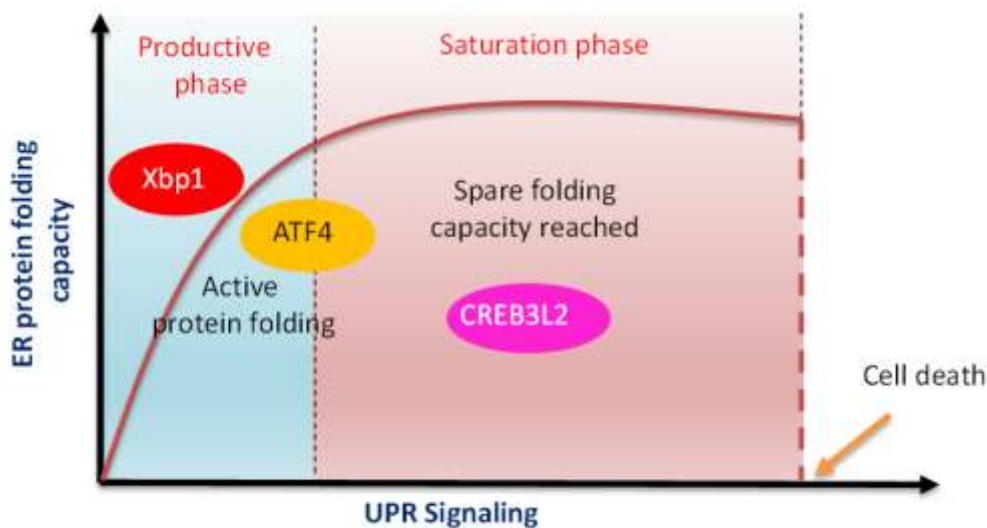 Productive
phase
Saturation phase
Xbp1
ATF4
Spare folding
capacity reached
Active
protein folding
CREB3L2
ER protein folding
capacity
Cell death
UPR Signaling